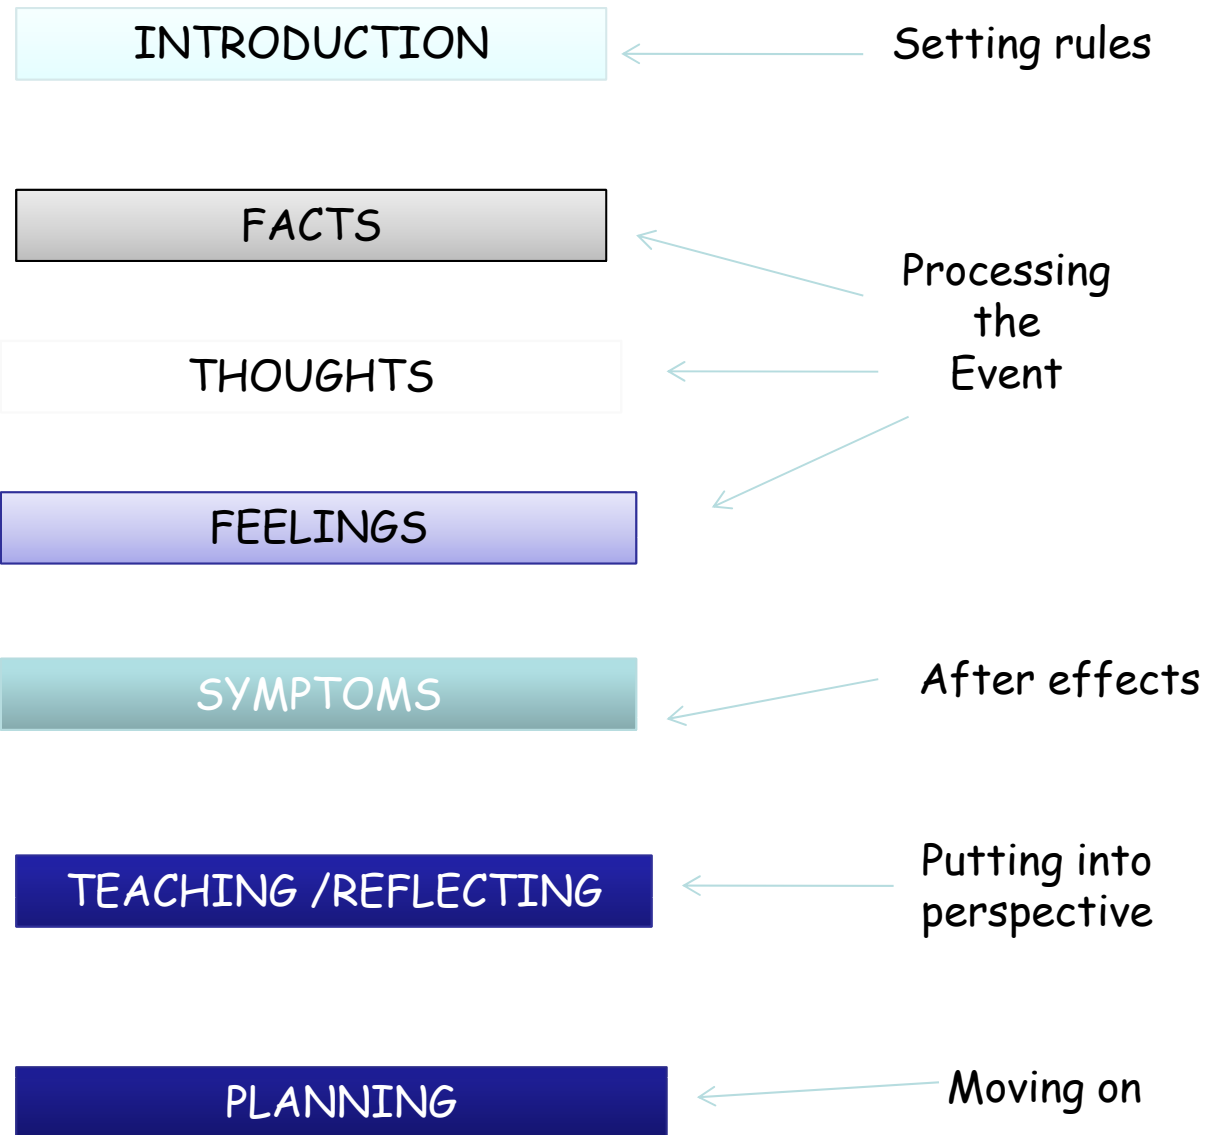 INTRODUCTION
Setting rules
FACTS
Processing
the
Event
THOUGHTS
FEELINGS
SYMPTOMS
After effects
TEACHING /REFLECTING
Putting into
perspective
PLANNING
Moving on